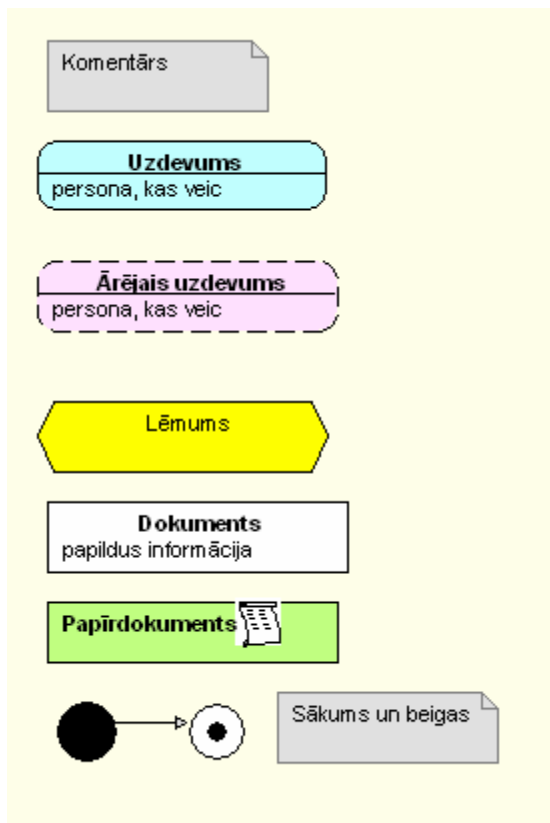 Komentārs
Uzdevums
persona, kas veic
Ārējais uzdevums
persona, kas veic
Lēmums
Dokuments
papildus informācija
Papīrdokuments
Sākums un beigas